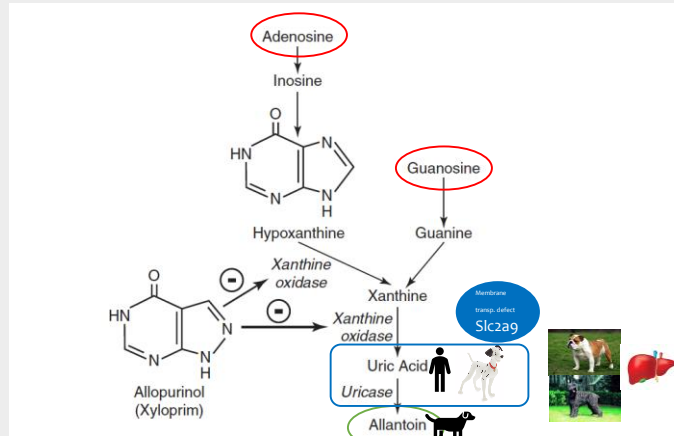 Adenosine
Inosine
O
HN
N
N
N
H
Hypoxanthine
Guanosine
Guanine
Xanthine
oxidase
Xanthine
Membrane
transp. defect
Slc2a9
O
HN
N
N
N
H
Allopurinol
(Xyloprim)
Xanthine
oxidase
Uric Acid
Uricase
Allantoin